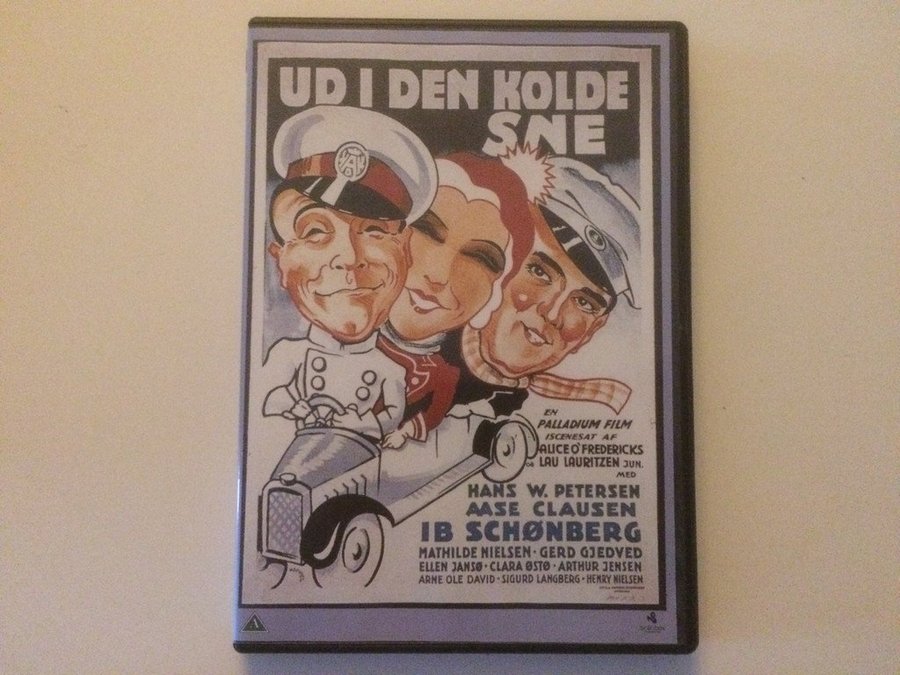 UD I DEN KOLDE
SNE
EN
PALLADIUM FILM
ISCENESAT AF
ALICE O'FREDERICKS
OG LAU LAURITZEN JUN.
MED
HANS W. PETERSEN
AASE CLAUSEN
IB SCHØNBERG
MATHILDE NIELSEN · GERD GJEDVED
ELLEN JANSØ · CLARA ØSTØ · ARTHUR JENSEN
ARNE OLE DAVID · SIGURD LANGBERG · HENRY NIELSEN
A